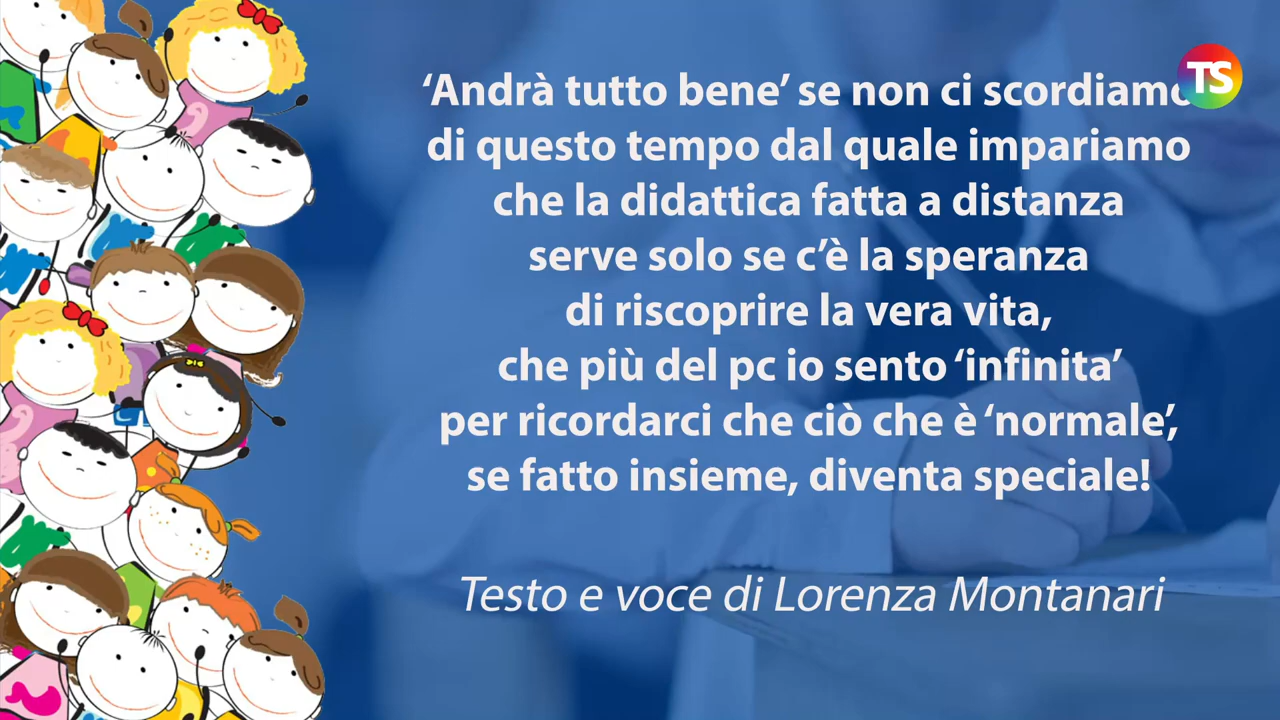 ‘Andrà tutto bene’ se non ci scordiamo
di questo tempo dal quale impariamo
che la didattica fatta a distanza
serve solo se c’è la speranza
di riscoprire la vera vita,
che più del pc io sento ‘infinita’
per ricordarci che ciò che è ‘normale’,
se fatto insieme, diventa speciale!
Testo e voce di Lorenza Montanari
TS